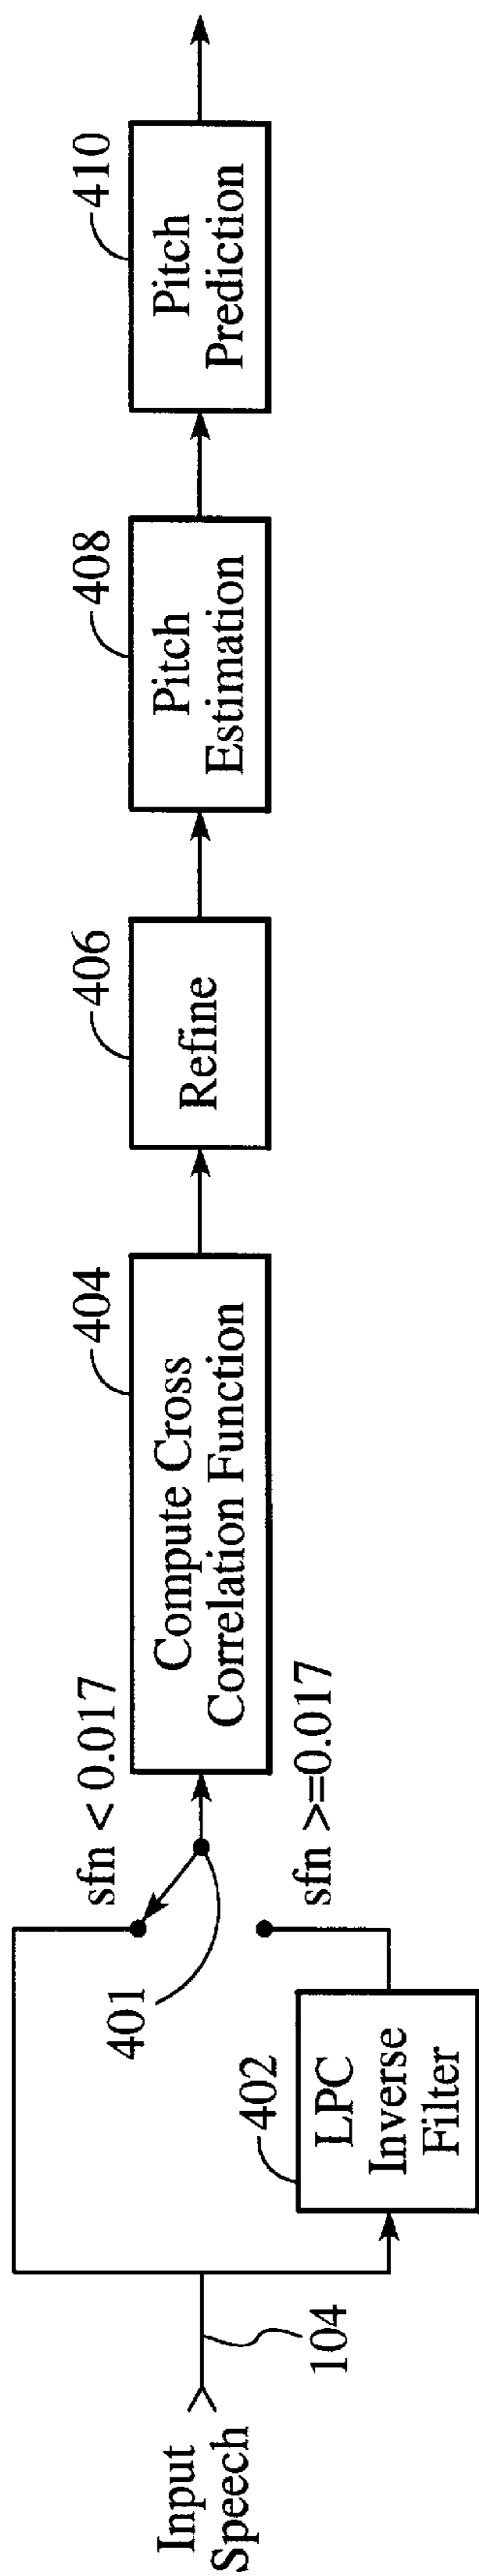 Input
Speech
104
402
LPC
Inverse
Filter
401
sfn < 0.017
sfn >=0.017
404
Compute Cross
Correlation Function
406
Refine
408
Pitch
Estimation
410
Pitch
Prediction